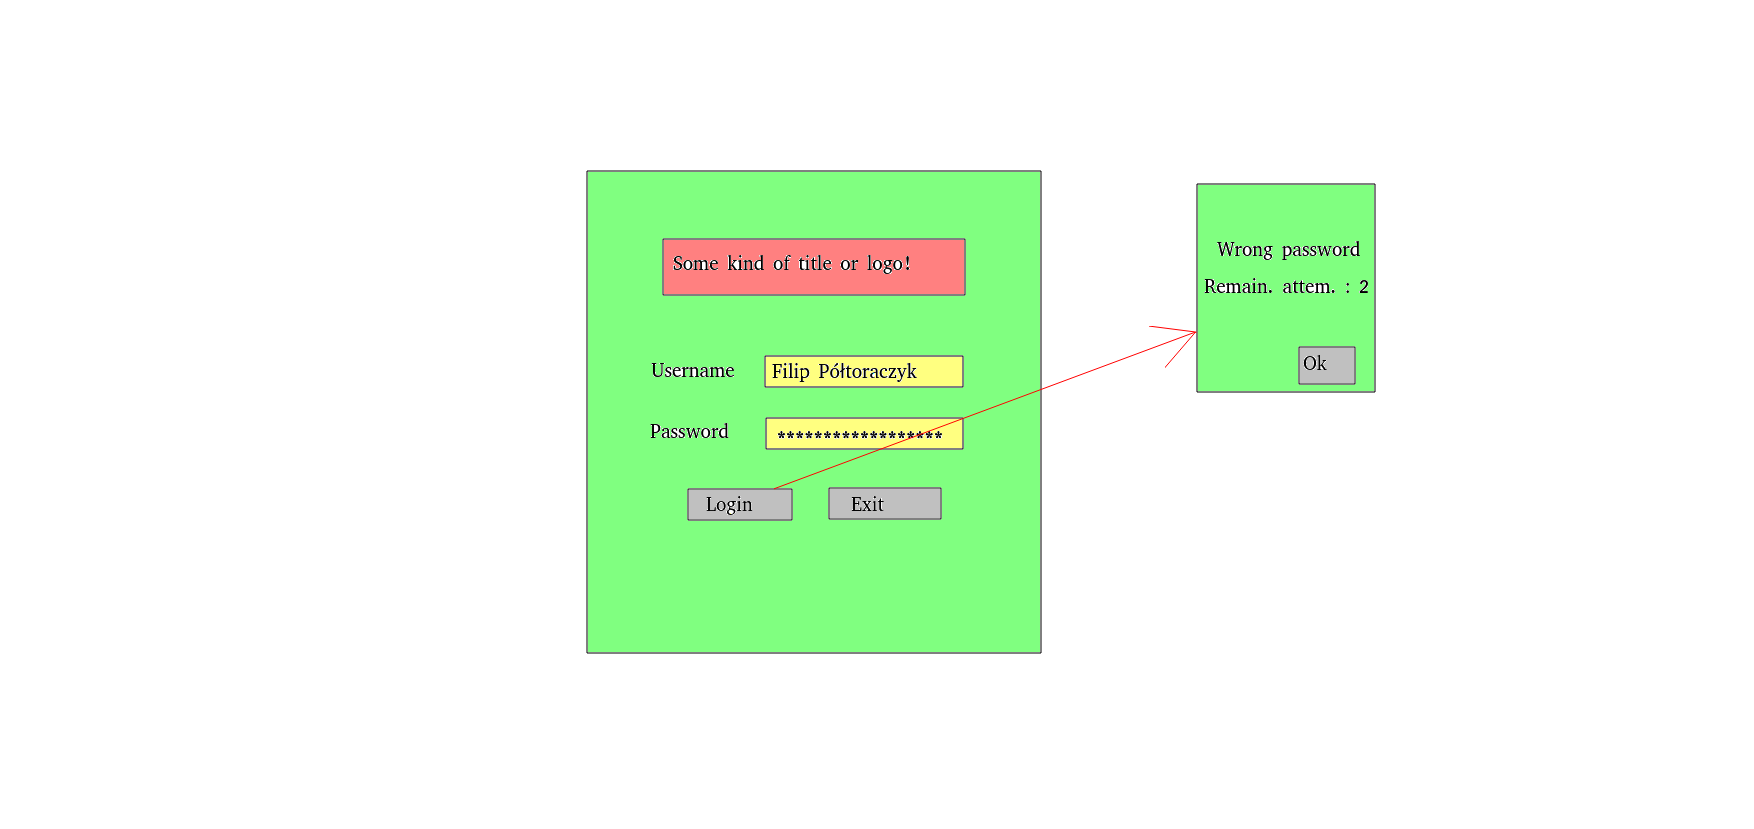 Some kind of title or logo!
Username Filip Półtoraczyk
Password ******************
Login Exit
Wrong password
Remain. attem. : 2
Ok